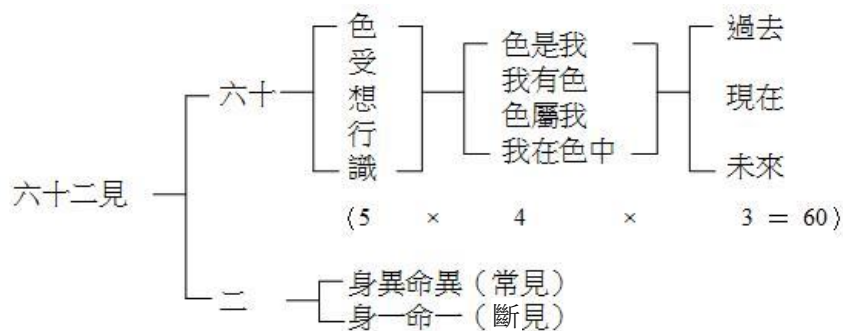 六十二見
六十
色
受
想
行
識
色是我
我有色
色屬我
我在色中
過去
現在
未來
(5 × 4 × 3 = 60)
二
身異命異（常見）
身一命一（斷見）